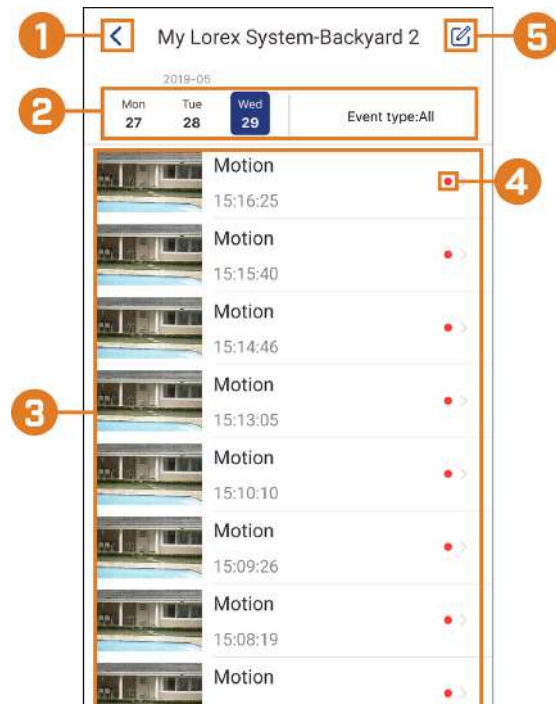 1 My Lorex System-Backyard 2 5
2019-05
2 Mon Tue Wed
27 28 29 Event type:All
Motion
15:16:25 4
Motion
15:15:40
Motion
15:14:46
Motion
3 15:13:05
Motion
15:10:10
Motion
15:09:26
Motion
15:08:19
Motion